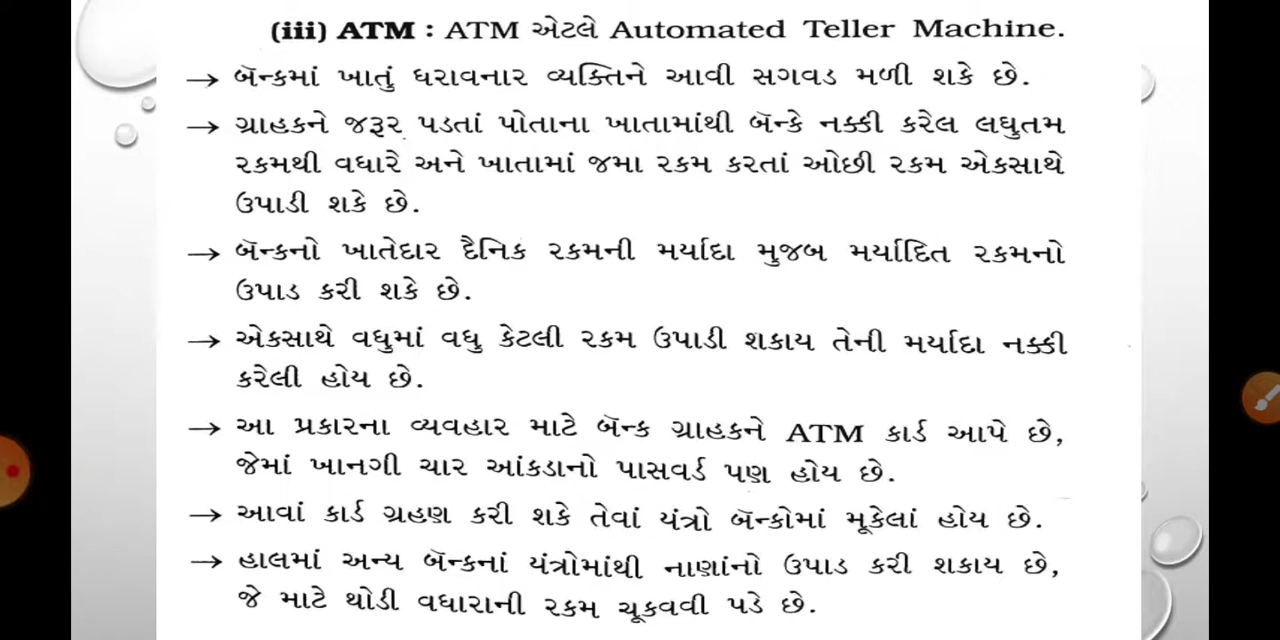 (iii) ATM : ATM એટલે Automated Teller Machine.
→ બૅન્કમાં ખાતું ધરાવનાર વ્યક્તિને આવી સગવડ મળી શકે છે.
→ ગ્રાહકને જરૂર પડતાં પોતાના ખાતામાંથી બૅન્કે નક્કી કરેલ લઘુતમ
રકમથી વધારે અને ખાતામાં જમા રકમ કરતાં ઓછી રકમ એકસાથે
ઉપાડી શકે છે.
→ બૅન્કનો ખાતેદાર દૈનિક રકમની મર્યાદા મુજબ મર્યાદિત રકમનો
ઉપાડ કરી શકે છે.
→ એકસાથે વધુમાં વધુ કેટલી રકમ ઉપાડી શકાય તેની મર્યાદા નક્કી
કરેલી હોય છે.
→ આ પ્રકારના વ્યવહાર માટે બૅન્ક ગ્રાહકને ATM કાર્ડ આપે છે,
જેમાં ખાનગી ચાર આંકડાનો પાસવર્ડ પણ હોય છે.
→ આવાં કાર્ડ ગ્રહણ કરી શકે તેવાં યંત્રો બૅન્કોમાં મૂકેલાં હોય છે.
→ હાલમાં અન્ય બૅન્કનાં યંત્રોમાંથી નાણાંનો ઉપાડ કરી શકાય છે,
જે માટે થોડી વધારાની રકમ ચૂકવવી પડે છે.